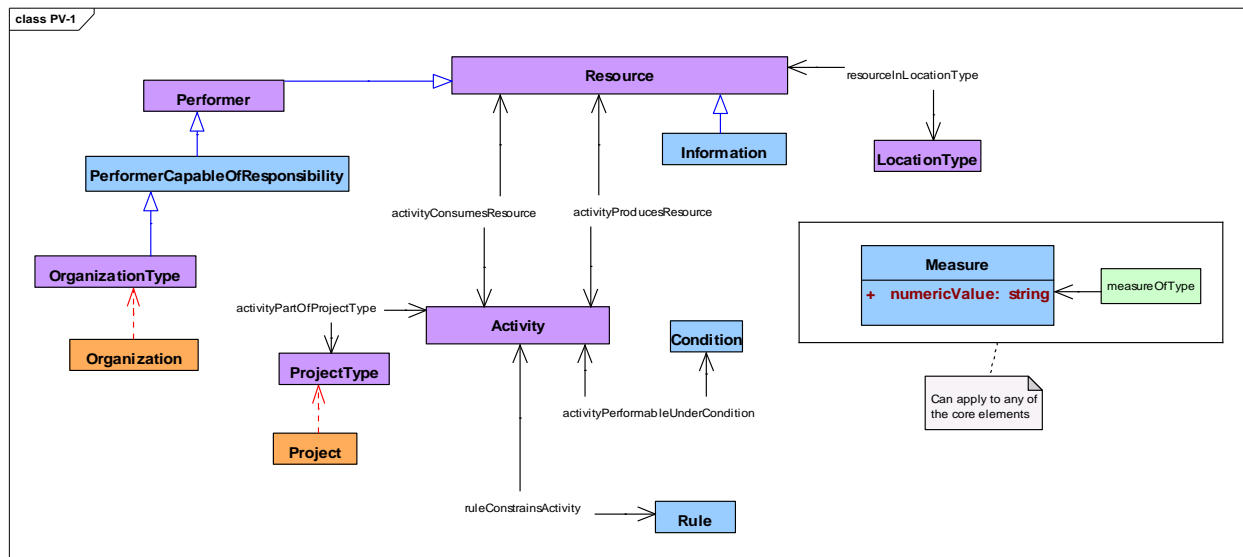 class PV-1
Resource
resourceInLocationType
Performer
Information
LocationType
PerformerCapableOfResponsibility
activityConsumesResource
activityProducesResource
OrganizationType
Measure
+ numericValue: string
measureOfType
activityPartOfProjectType
Activity
Condition
Organization
ProjectType
Can apply to any of
the core elements
activityPerformableUnderCondition
Project
ruleConstrainsActivity
Rule